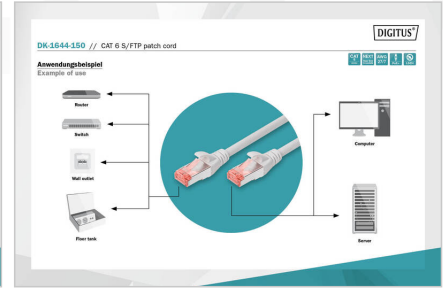 DIGITUS®
DK-1644-150 // CAT 6 S/FTP patch cord
Anwendungsbeispiel
Example of use
CAT
Router
Switch
Wall outlet
Floor tank
Computer
Server